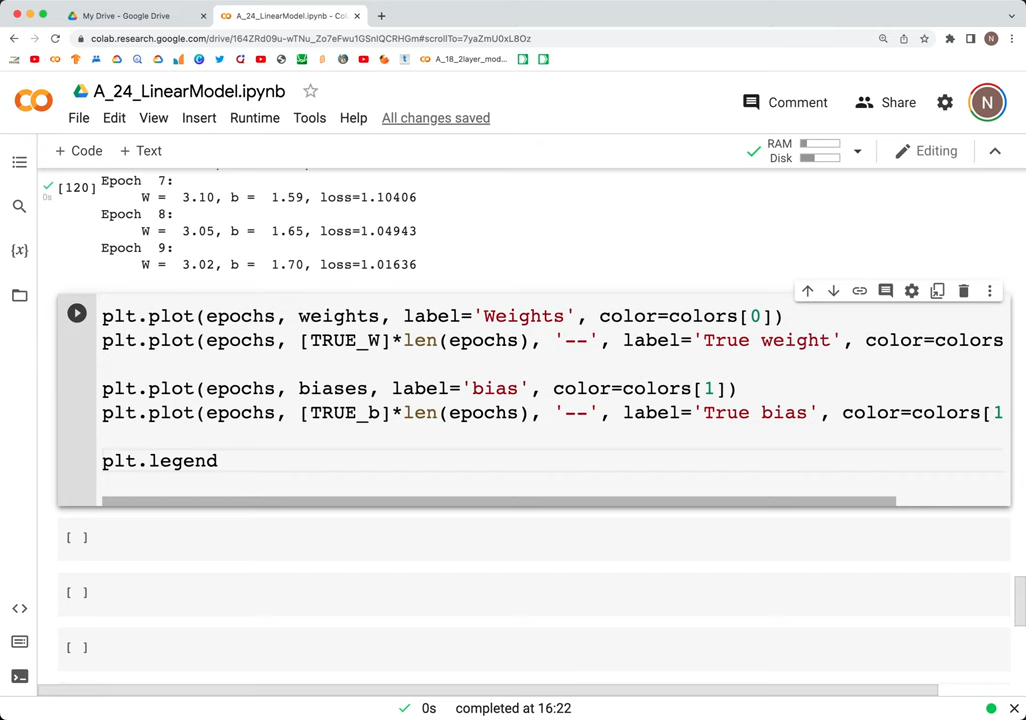 My Drive - Google Drive
A_24_LinearModel.ipynb - Col
colab.research.google.com/drive/164ZRd09u-wTNu_Zo7eFwu1GSnlQCRHGm#scrollTo=7yaZmU0xL8Oz
N
A_18_2layer_mod...
CO
A_24_LinearModel.ipynb
Comment
Share
N
File Edit View Insert Runtime Tools Help All changes saved
+ Code + Text
RAM
Disk
Editing
[120]
0s
Epoch 7:
W = 3.10, b = 1.59, loss=1.10406
Epoch 8:
W = 3.05, b = 1.65, loss=1.04943
Epoch 9:
W = 3.02, b = 1.70, loss=1.01636
{x}
plt.plot(epochs, weights, label='Weights', color=colors[0])
plt.plot(epochs, [TRUE_W]*len(epochs), '--', label='True weight', color=colors
plt.plot(epochs, biases, label='bias', color=colors[1])
plt.plot(epochs, [TRUE_b]*len(epochs), '--', label='True bias', color=colors[1
plt.legend
[ ]
[ ]
[ ]
0s completed at 16:22